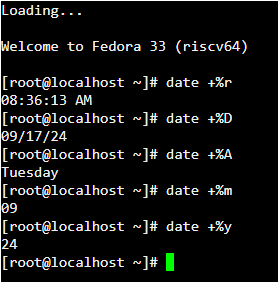 Loading...
Welcome to Fedora 33 (riscv64)
[root@localhost ~]# date +%r
08:36:13 AM
[root@localhost ~]# date +%D
09/17/24
[root@localhost ~]# date +%A
Tuesday
[root@localhost ~]# date +%m
09
[root@localhost ~]# date +%y
24
[root@localhost ~]#